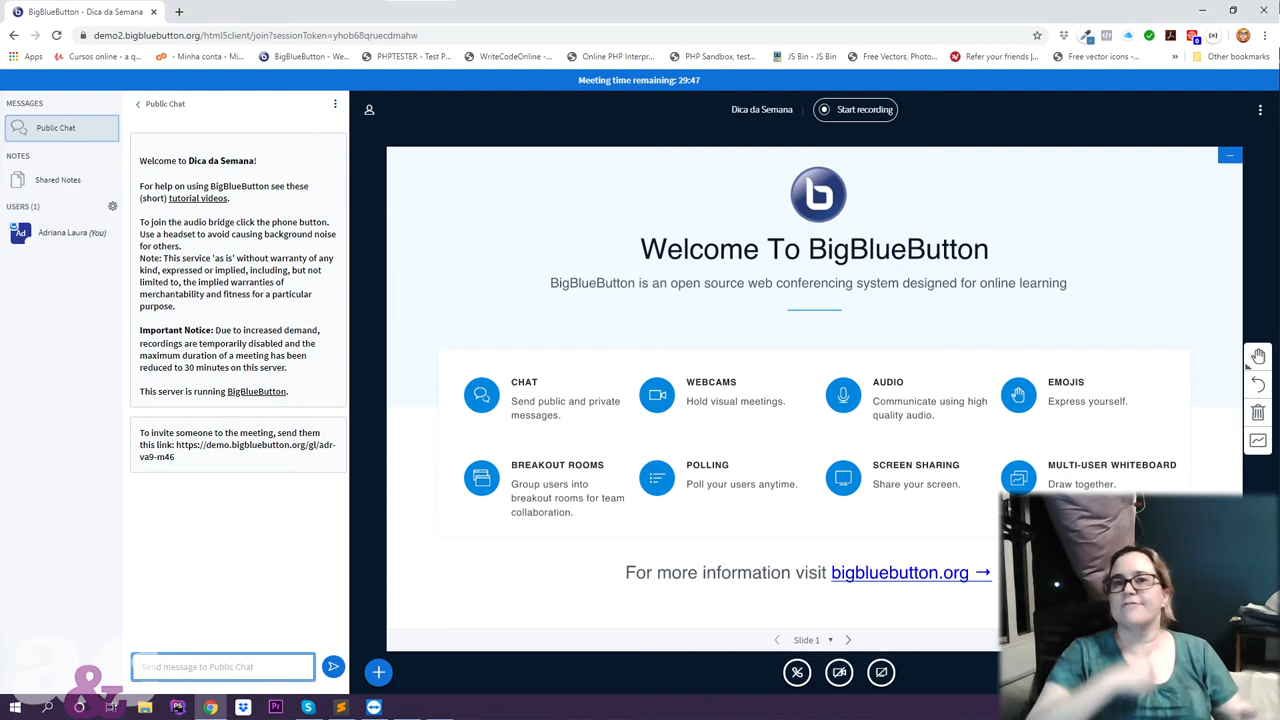 BigBlueButton - Dica da Semana
demo2.bigbluebutton.org/html5client/join?sessionToken=yhob68qruecdmahw
Apps
Cursos online - a q...
- Minha conta - Mi...
BigBlueButton - We...
PHPTESTER - Test P...
WriteCodeOnline - ...
Online PHP Interpr...
PHP Sandbox, test...
JS Bin - JS Bin
Free Vectors, Photo...
Refer your friends |...
Free vector icons - ...
Other bookmarks
Meeting time remaining: 29:47
MESSAGES
Public Chat
NOTES
Shared Notes
USERS (1)
Ad
Adriana Laura (You)
Public Chat
Welcome to Dica da Semana!
For help on using BigBlueButton see these
(short) tutorial videos.
To join the audio bridge click the phone button.
Use a headset to avoid causing background noise
for others.
Note: This service 'as is' without warranty of any
kind, expressed or implied, including, but not
limited to, the implied warranties of
merchantability and fitness for a particular
purpose.
Important Notice: Due to increased demand,
recordings are temporarily disabled and the
maximum duration of a meeting has been
reduced to 30 minutes on this server.
This server is running BigBlueButton.
To invite someone to the meeting, send them
this link: https://demo.bigbluebutton.org/gl/adr-
va9-m46
Send message to Public Chat
Dica da Semana
Start recording
b
Welcome To BigBlueButton
BigBlueButton is an open source web conferencing system designed for online learning
CHAT
Send public and private
messages.
WEBCAMS
Hold visual meetings.
AUDIO
Communicate using high
quality audio.
EMOJIS
Express yourself.
BREAKOUT ROOMS
Group users into
breakout rooms for team
collaboration.
POLLING
Poll your users anytime.
SCREEN SHARING
Share your screen.
MULTI-USER WHITEBOARD
Draw together.
For more information visit bigbluebutton.org →
Slide 1